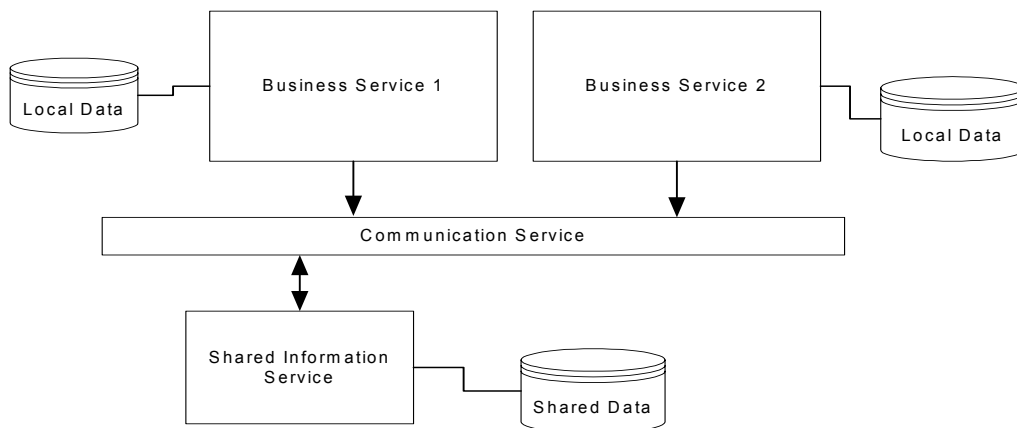 Business Service 1
Business Service 2
Local Data
Local Data
Communication Service
Shared Information
Service
Shared Data